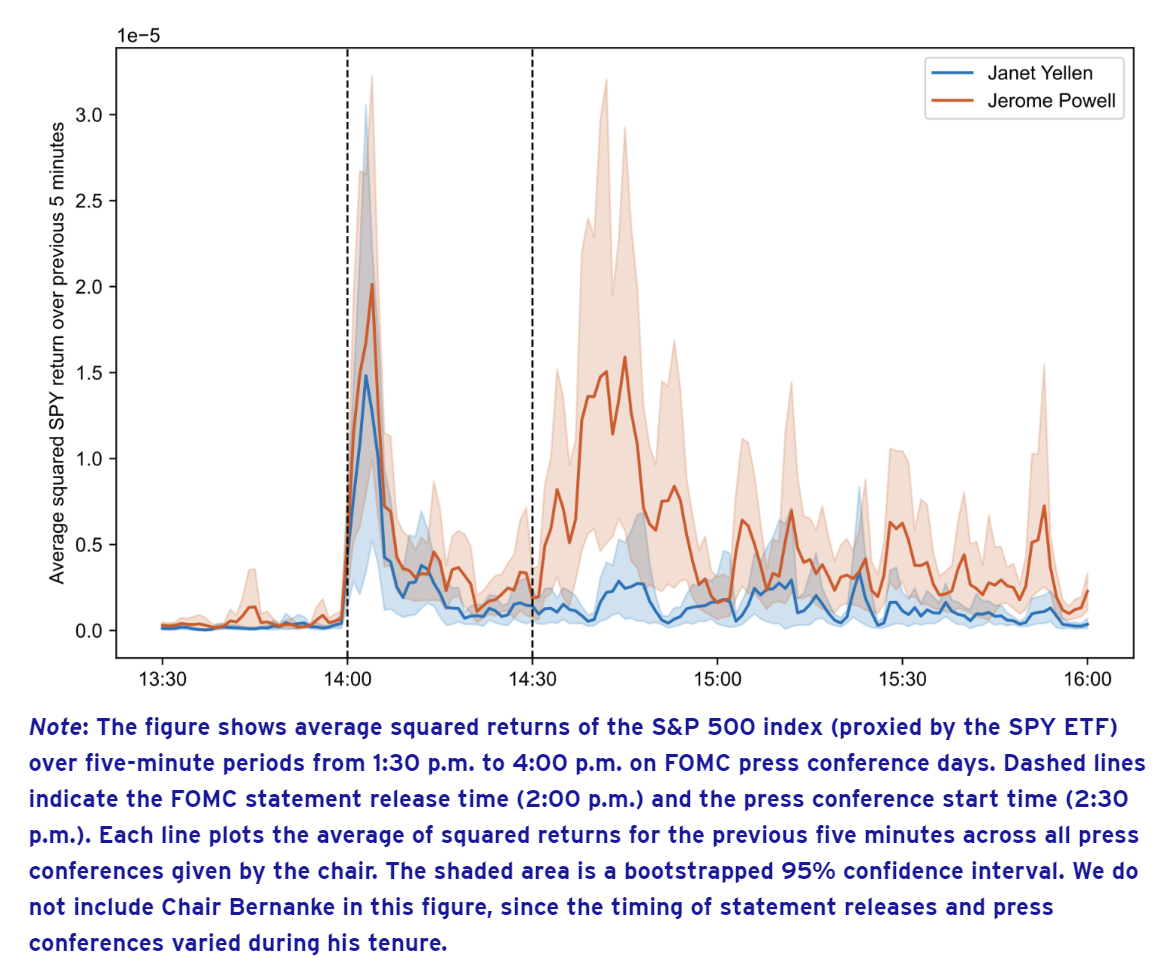 1e−5
Janet Yellen
Jerome Powell
Average squared SPY return over previous 5 minutes
3.0
2.5
2.0
1.5
1.0
0.5
0.0
13:30 14:00 14:30 15:00 15:30 16:00
Note: The figure shows average squared returns of the S&P 500 index (proxied by the SPY ETF)
over five-minute periods from 1:30 p.m. to 4:00 p.m. on FOMC press conference days. Dashed lines
indicate the FOMC statement release time (2:00 p.m.) and the press conference start time (2:30
p.m.). Each line plots the average of squared returns for the previous five minutes across all press
conferences given by the chair. The shaded area is a bootstrapped 95% confidence interval. We do
not include Chair Bernanke in this figure, since the timing of statement releases and press
conferences varied during his tenure.